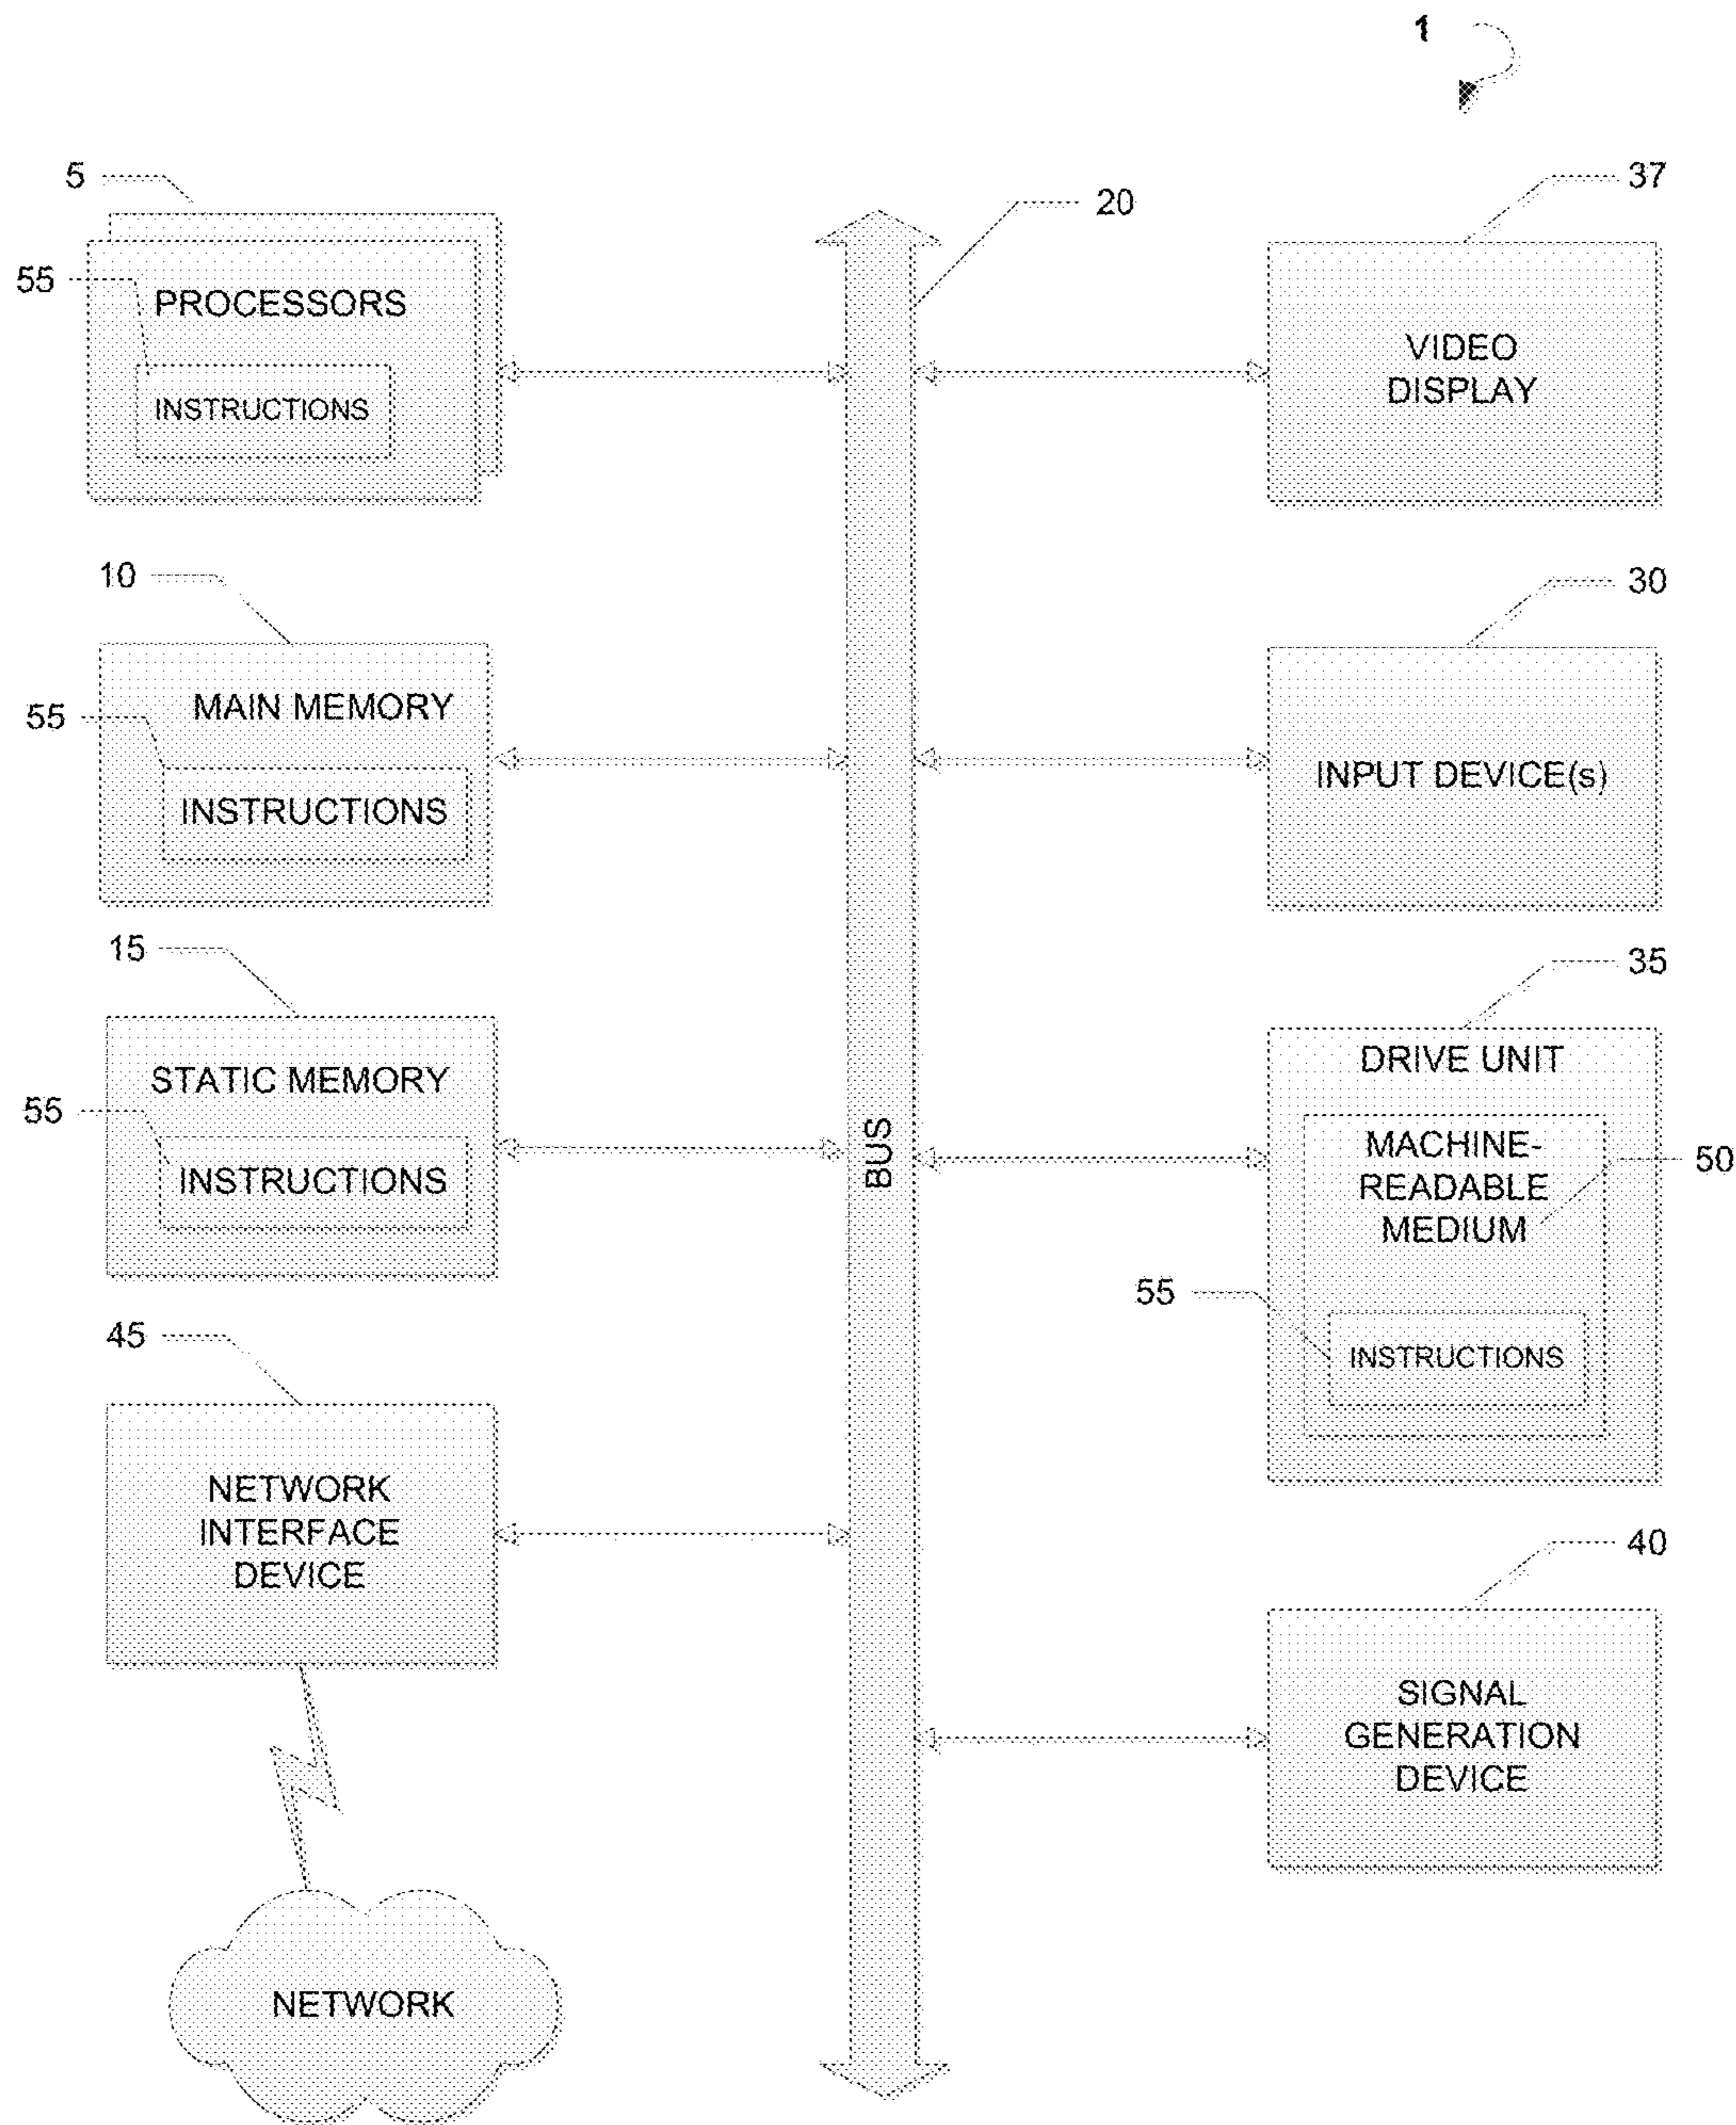 1
5
55
PROCESSORS
INSTRUCTIONS
20
37
VIDEO
DISPLAY
10
55
MAIN MEMORY
INSTRUCTIONS
30
INPUT DEVICE(s)
15
55
STATIC MEMORY
INSTRUCTIONS
BUS
35
DRIVE UNIT
MACHINE-
READABLE
MEDIUM
50
55
INSTRUCTIONS
45
NETWORK
INTERFACE
DEVICE
40
SIGNAL
GENERATION
DEVICE
NETWORK